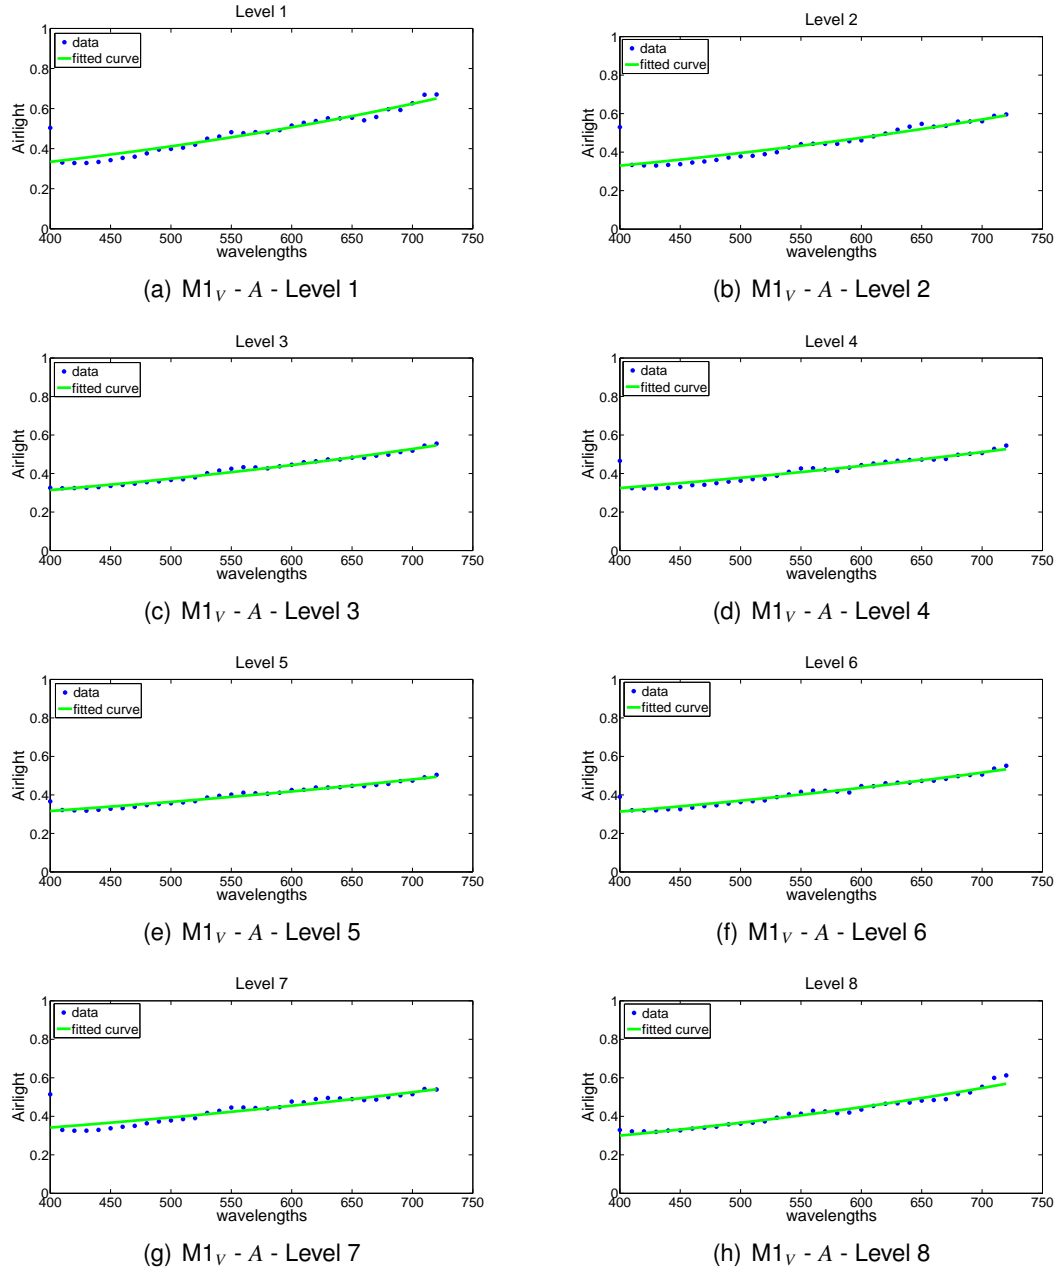 Level 1
data
fitted curve
Airlight
1
0.8
0.6
0.4
0.2
0
400 450 500 550 600 650 700 750
wavelengths
(a) M1V - A - Level 1
Level 2
data
fitted curve
Airlight
1
0.8
0.6
0.4
0.2
0
400 450 500 550 600 650 700 750
wavelengths
(b) M1V - A - Level 2
Level 3
data
fitted curve
Airlight
1
0.8
0.6
0.4
0.2
0
400 450 500 550 600 650 700 750
wavelengths
(c) M1V - A - Level 3
Level 4
data
fitted curve
Airlight
1
0.8
0.6
0.4
0.2
0
400 450 500 550 600 650 700 750
wavelengths
(d) M1V - A - Level 4
Level 5
data
fitted curve
Airlight
1
0.8
0.6
0.4
0.2
0
400 450 500 550 600 650 700 750
wavelengths
(e) M1V - A - Level 5
Level 6
data
fitted curve
Airlight
1
0.8
0.6
0.4
0.2
0
400 450 500 550 600 650 700 750
wavelengths
(f) M1V - A - Level 6
Level 7
data
fitted curve
Airlight
1
0.8
0.6
0.4
0.2
0
400 450 500 550 600 650 700 750
wavelengths
(g) M1V - A - Level 7
Level 8
data
fitted curve
Airlight
1
0.8
0.6
0.4
0.2
0
400 450 500 550 600 650 700 750
wavelengths
(h) M1V - A - Level 8